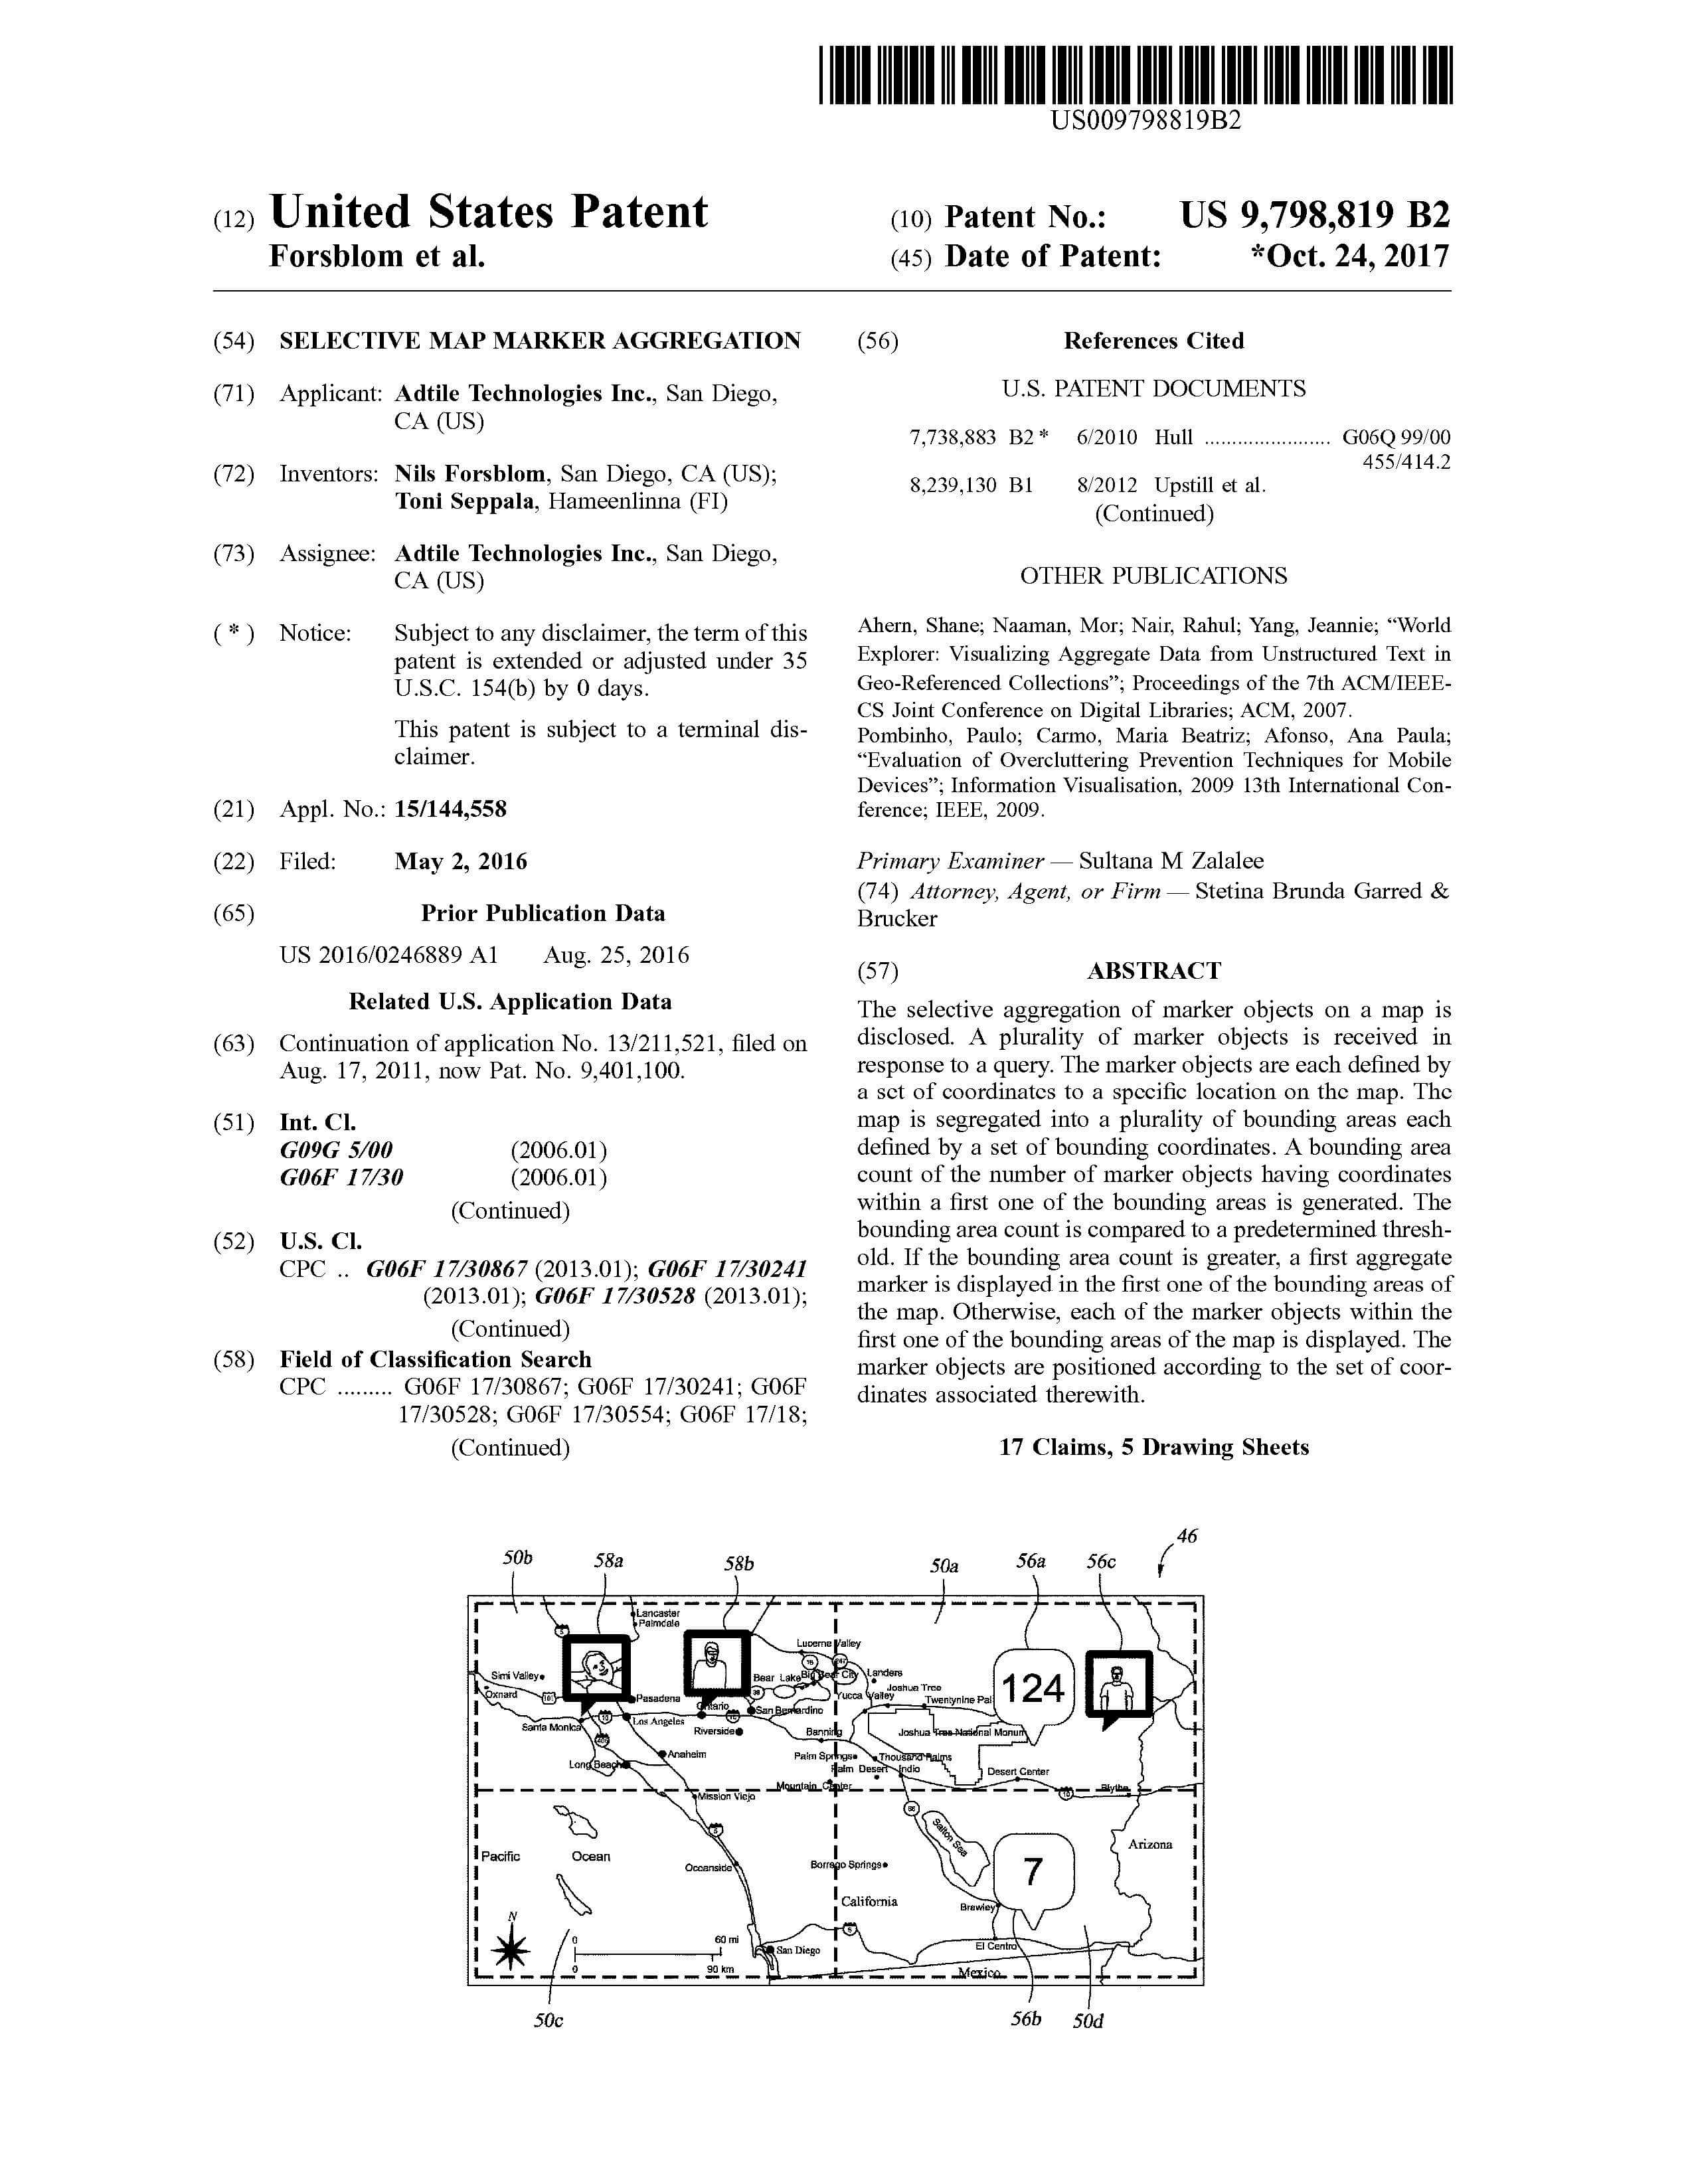 US009798819B2
(12) United States Patent
Forsblom et al.
(10) Patent No.: US 9,798,819 B2
(45) Date of Patent: *Oct. 24, 2017
(54) SELECTIVE MAP MARKER AGGREGATION
(71) Applicant: Adtile Technologies Inc., San Diego,
CA (US)
(72) Inventors: Nils Forsblom, San Diego, CA (US);
Toni Seppala, Hameenlinna (FI)
(73) Assignee: Adtile Technologies Inc., San Diego,
CA (US)
( * ) Notice: Subject to any disclaimer, the term of this
patent is extended or adjusted under 35
U.S.C. 154(b) by 0 days.
This patent is subject to a terminal dis-
claimer.
(21) Appl. No.: 15/144,558
(22) Filed: May 2, 2016
(65) Prior Publication Data
US 2016/0246889 A1 Aug. 25, 2016
Related U.S. Application Data
(63) Continuation of application No. 13/211,521, filed on
Aug. 17, 2011, now Pat. No. 9,401,100.
(51) Int. Cl.
G09G 5/00 (2006.01)
G06F 17/30 (2006.01)
(Continued)
(52) U.S. Cl.
CPC .. G06F 17/30867 (2013.01); G06F 17/30241
(2013.01); G06F 17/30528 (2013.01);
(Continued)
(58) Field of Classification Search
CPC ......... G06F 17/30867; G06F 17/30241; G06F
17/30528; G06F 17/30554; G06F 17/18;
(Continued)
(56) References Cited
U.S. PATENT DOCUMENTS
7,738,883 B2 * 6/2010 Hull ....................... G06Q 99/00
455/414.2
8,239,130 B1 8/2012 Upstill et al.
(Continued)
OTHER PUBLICATIONS
Ahern, Shane; Naaman, Mor; Nair, Rahul; Yang, Jeannie; “World
Explorer: Visualizing Aggregate Data from Unstructured Text in
Geo-Referenced Collections”; Proceedings of the 7th ACM/IEEE-
CS Joint Conference on Digital Libraries; ACM, 2007.
Pombinho, Paulo; Carmo, Maria Beatriz; Afonso, Ana Paula;
“Evaluation of Overcluttering Prevention Techniques for Mobile
Devices”; Information Visualisation, 2009 13th International Con-
ference; IEEE, 2009.
Primary Examiner — Sultana M Zalalee
(74) Attorney, Agent, or Firm — Stetina Brunda Garred &
Brucker
(57) ABSTRACT
The selective aggregation of marker objects on a map is
disclosed. A plurality of marker objects is received in
response to a query. The marker objects are each defined by
a set of coordinates to a specific location on the map. The
map is segregated into a plurality of bounding areas each
defined by a set of bounding coordinates. A bounding area
count of the number of marker objects having coordinates
within a first one of the bounding areas is generated. The
bounding area count is compared to a predetermined thresh-
old. If the bounding area count is greater, a first aggregate
marker is displayed in the first one of the bounding areas of
the map. Otherwise, each of the marker objects within the
first one of the bounding areas of the map is displayed. The
marker objects are positioned according to the set of coor-
dinates associated therewith.
17 Claims, 5 Drawing Sheets
46
50b 58a 58b 50a 56a 56c
Lancaster
Palmdale
5
Lucerne Valley
Simi Valley
Oxnard
101
Bear Lake Big Bear City
Landers
Joshua Tree
Yucca Valley
Twentynine Pal
124
Pasadena
Ontario
San Bernardino
Santa Monica
10
Los Angeles
Riverside
Banning
Joshua Tree National Monum
Long Beach
Anaheim
Palm Springs
Thousand Palms
Palm Desert
Indio
Desert Center
Mountain Center
Mission Viejo
10
Blythe
5
Salton Sea
Arizona
Pacific Ocean
Oceanside
Borrego Springs
7
California
Brawley
N
0 60 mi
San Diego
El Centro
0 90 km
Mexico
50c 56b 50d